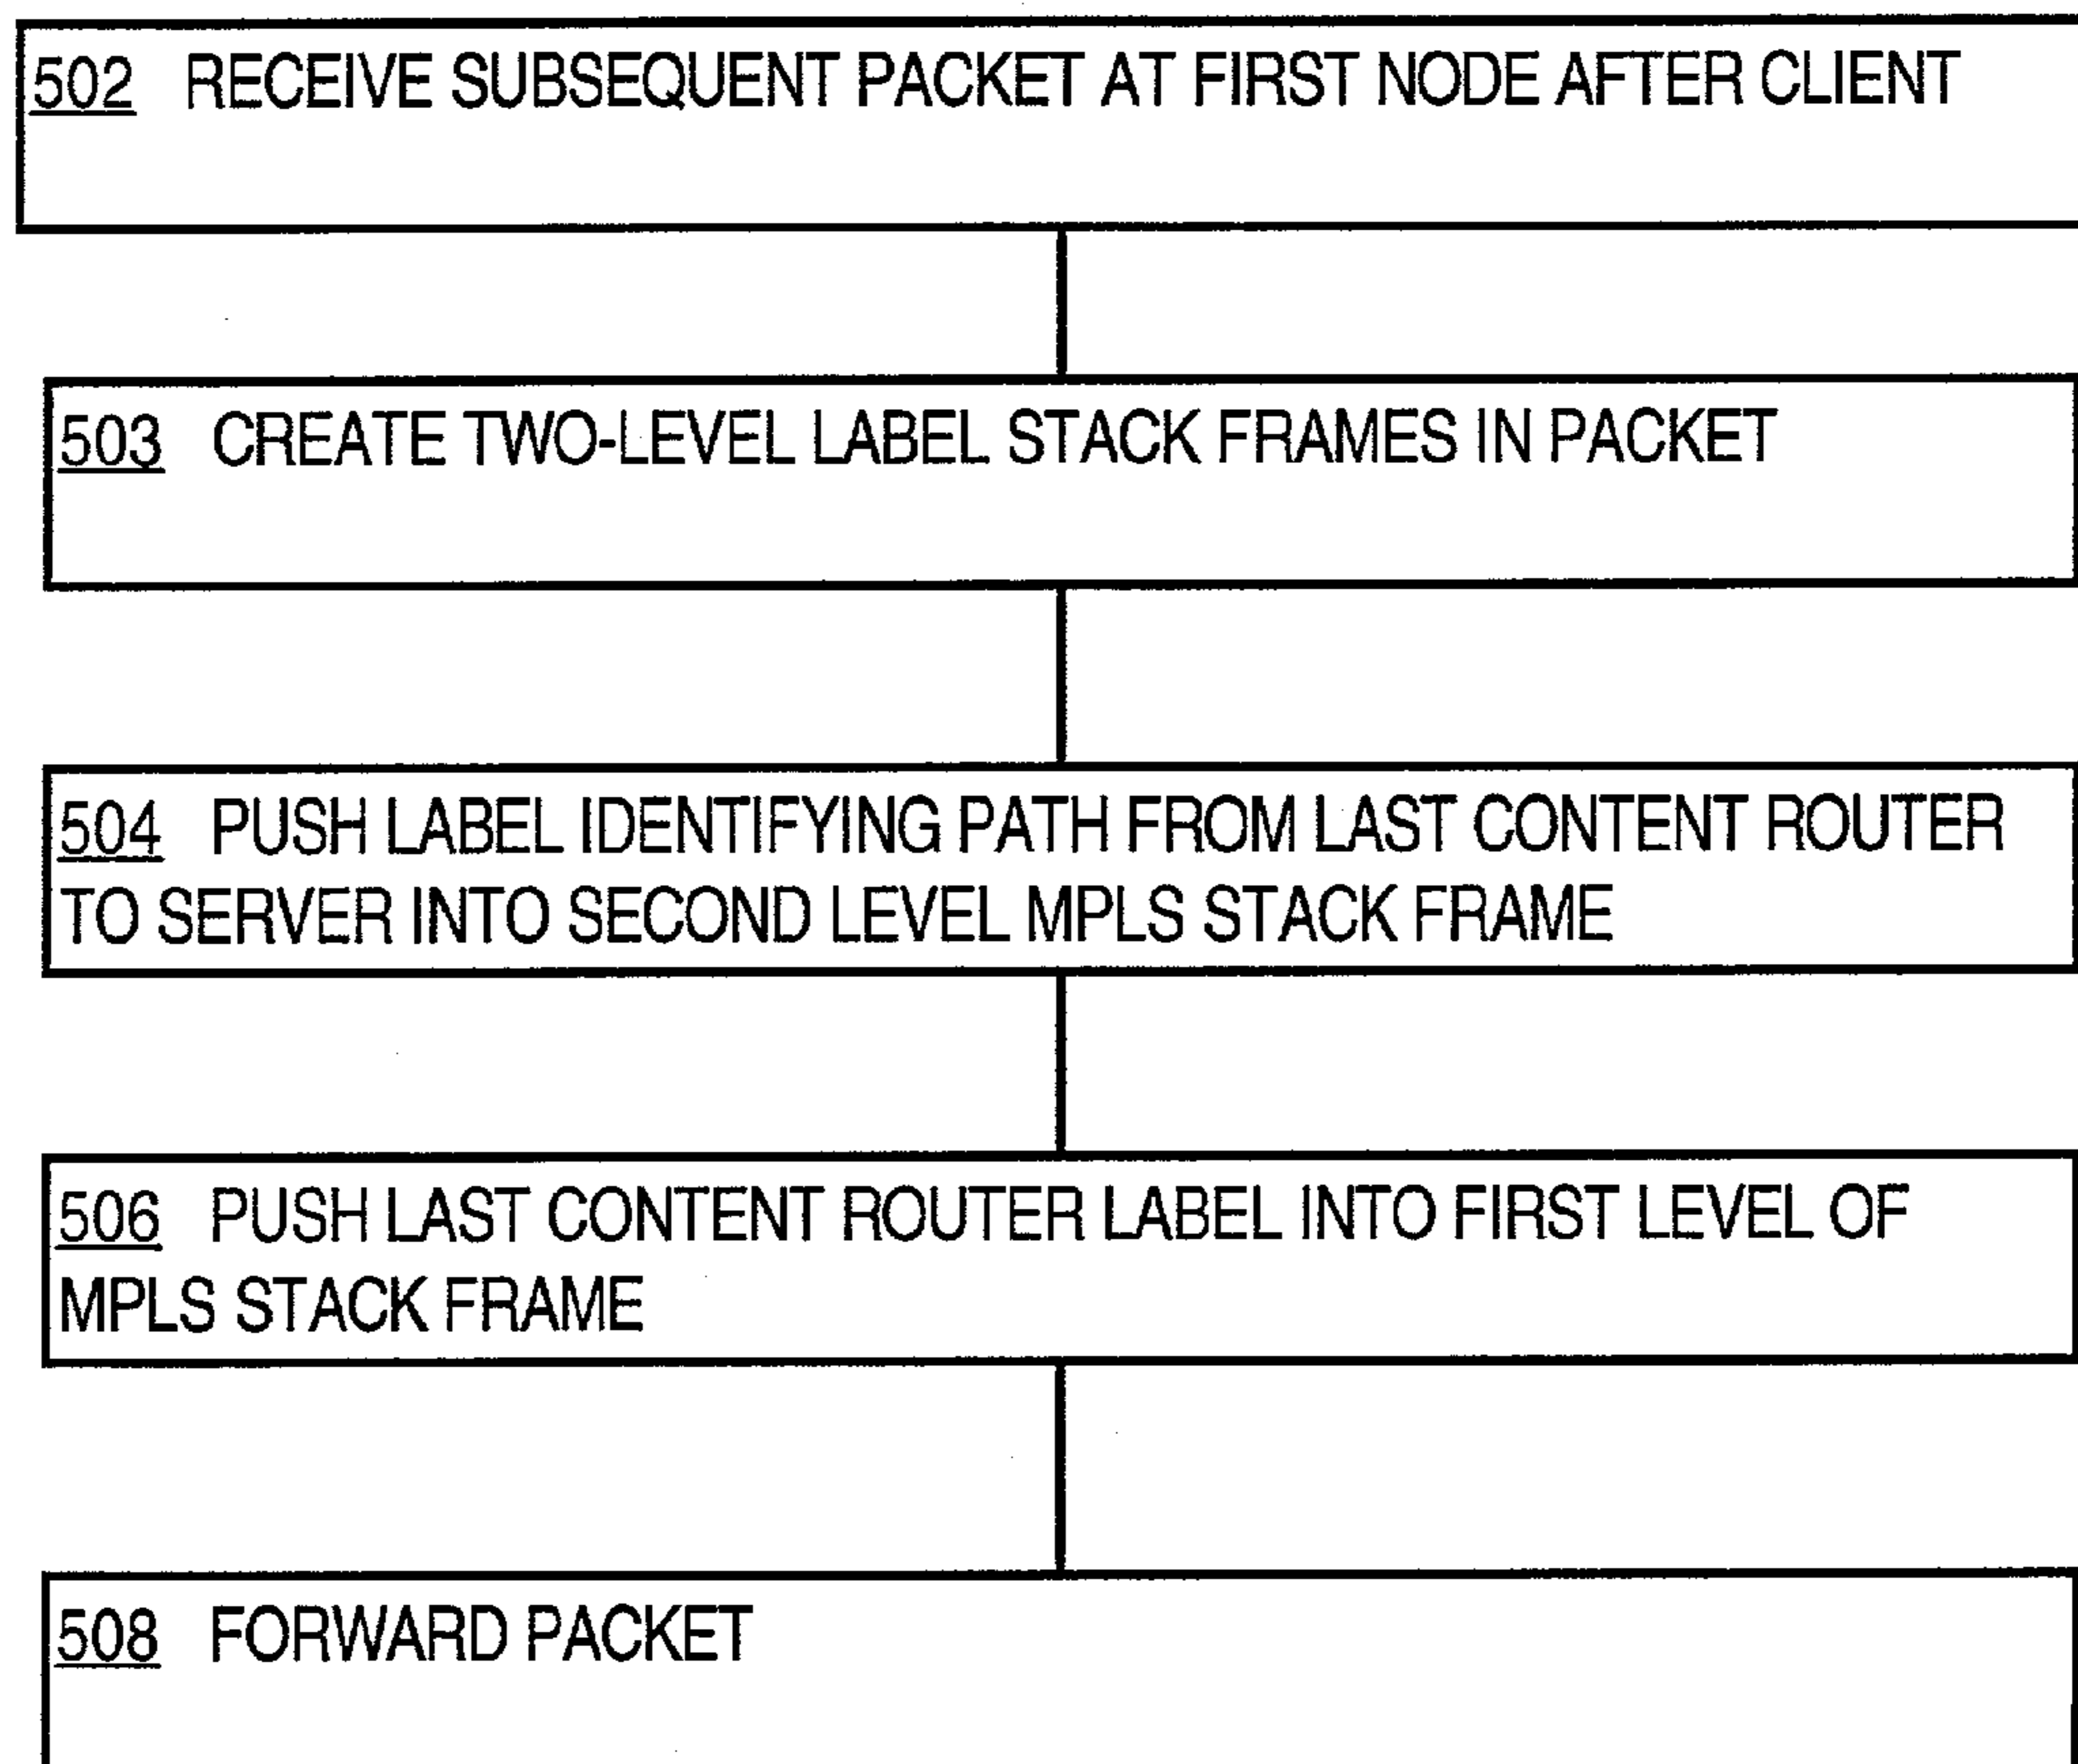 502 RECEIVE SUBSEQUENT PACKET AT FIRST NODE AFTER CLIENT
503 CREATE TWO-LEVEL LABEL STACK FRAMES IN PACKET
504 PUSH LABEL IDENTIFYING PATH FROM LAST CONTENT ROUTER
TO SERVER INTO SECOND LEVEL MPLS STACK FRAME
506 PUSH LAST CONTENT ROUTER LABEL INTO FIRST LEVEL OF
MPLS STACK FRAME
508 FORWARD PACKET